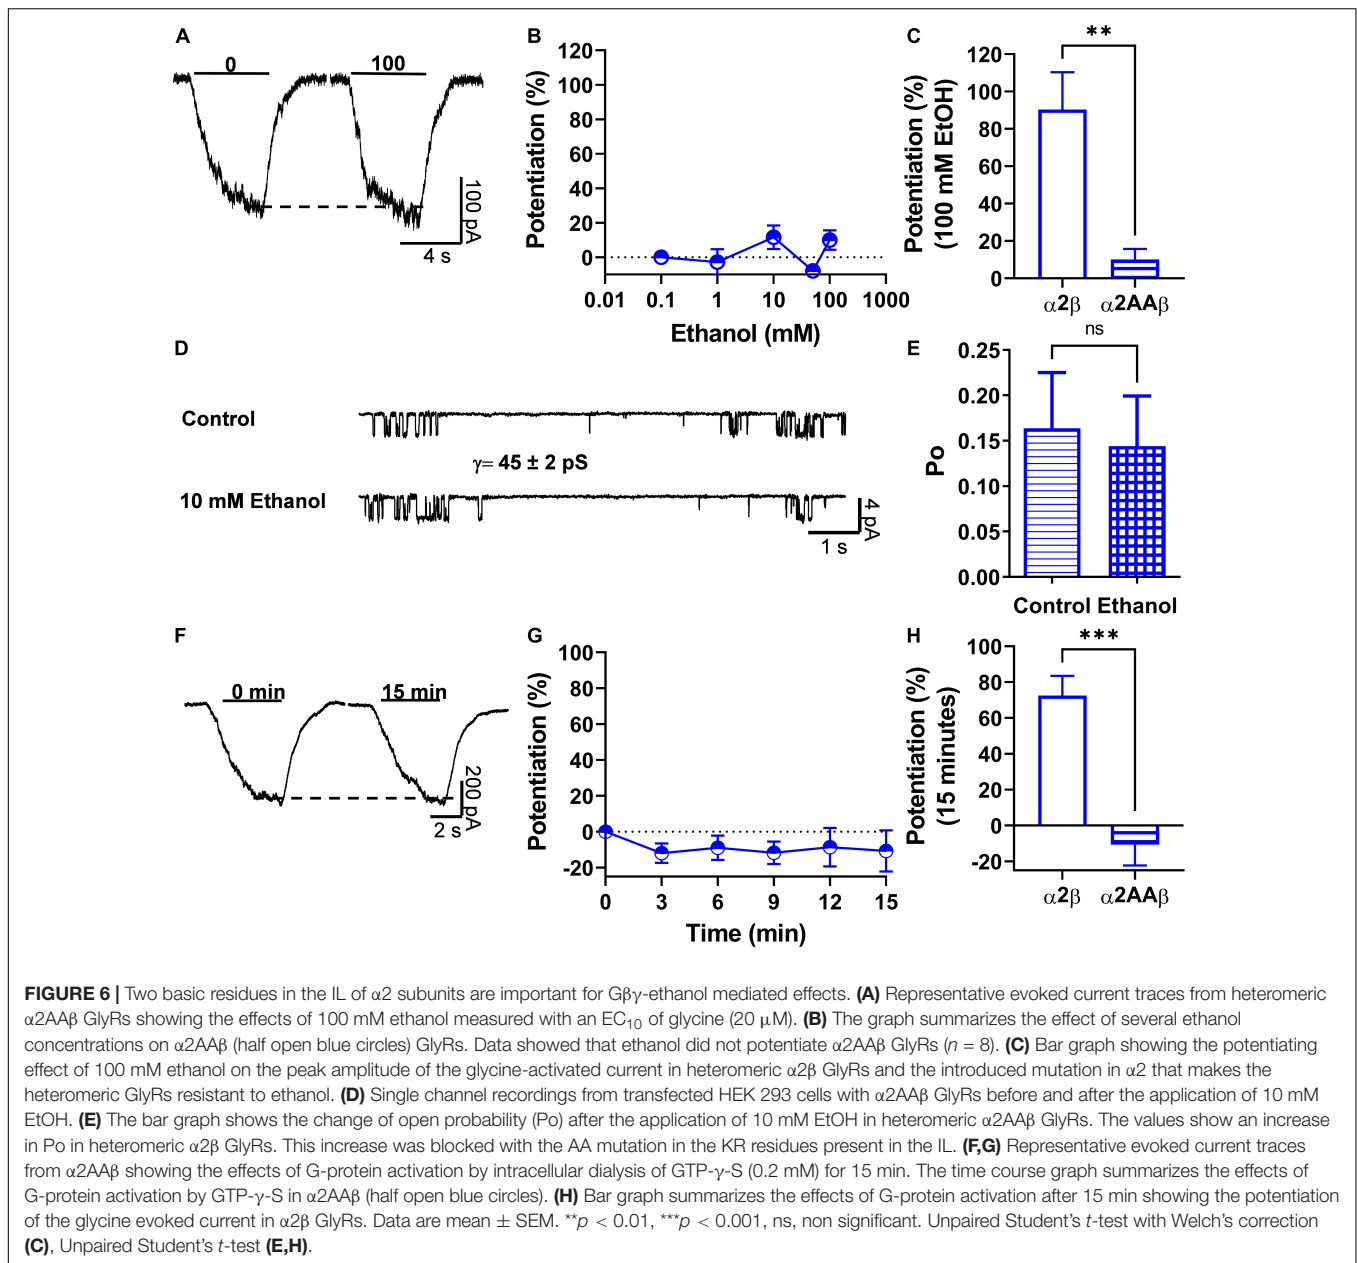 A
0
100
100 pA
4 s
B
Potentiation (%)
120
100
80
60
40
20
0
0.01 0.1 1 10 100 1000
Ethanol (mM)
C
**
Potentiation (%)
(100 mM EtOH)
120
100
80
60
40
20
0
α2β α2AAβ
D
Control
γ= 45 ± 2 pS
10 mM Ethanol
4 pA
1 s
E
ns
Po
0.25
0.20
0.15
0.10
0.05
0.00
Control Ethanol
F
0 min
15 min
200 pA
2 s
G
Potentiation (%)
100
80
60
40
20
0
-20
0 3 6 9 12 15
Time (min)
H
***
Potentiation (%)
(15 minutes)
100
80
60
40
20
0
-20
α2β α2AAβ
FIGURE 6 | Two basic residues in the IL of α2 subunits are important for Gβγ-ethanol mediated effects. (A) Representative evoked current traces from heteromeric
α2AAβ GlyRs showing the effects of 100 mM ethanol measured with an EC10 of glycine (20 μM). (B) The graph summarizes the effect of several ethanol
concentrations on α2AAβ (half open blue circles) GlyRs. Data showed that ethanol did not potentiate α2AAβ GlyRs (n = 8). (C) Bar graph showing the potentiating
effect of 100 mM ethanol on the peak amplitude of the glycine-activated current in heteromeric α2β GlyRs and the introduced mutation in α2 that makes the
heteromeric GlyRs resistant to ethanol. (D) Single channel recordings from transfected HEK 293 cells with α2AAβ GlyRs before and after the application of 10 mM
EtOH. (E) The bar graph shows the change of open probability (Po) after the application of 10 mM EtOH in heteromeric α2AAβ GlyRs. The values show an increase
in Po in heteromeric α2β GlyRs. This increase was blocked with the AA mutation in the KR residues present in the IL. (F,G) Representative evoked current traces
from α2AAβ showing the effects of G-protein activation by intracellular dialysis of GTP-γ-S (0.2 mM) for 15 min. The time course graph summarizes the effects of
G-protein activation by GTP-γ-S in α2AAβ (half open blue circles). (H) Bar graph summarizes the effects of G-protein activation after 15 min showing the potentiation
of the glycine evoked current in α2β GlyRs. Data are mean ± SEM. **p < 0.01, ***p < 0.001, ns, non significant. Unpaired Student's t-test with Welch's correction
(C), Unpaired Student's t-test (E,H).